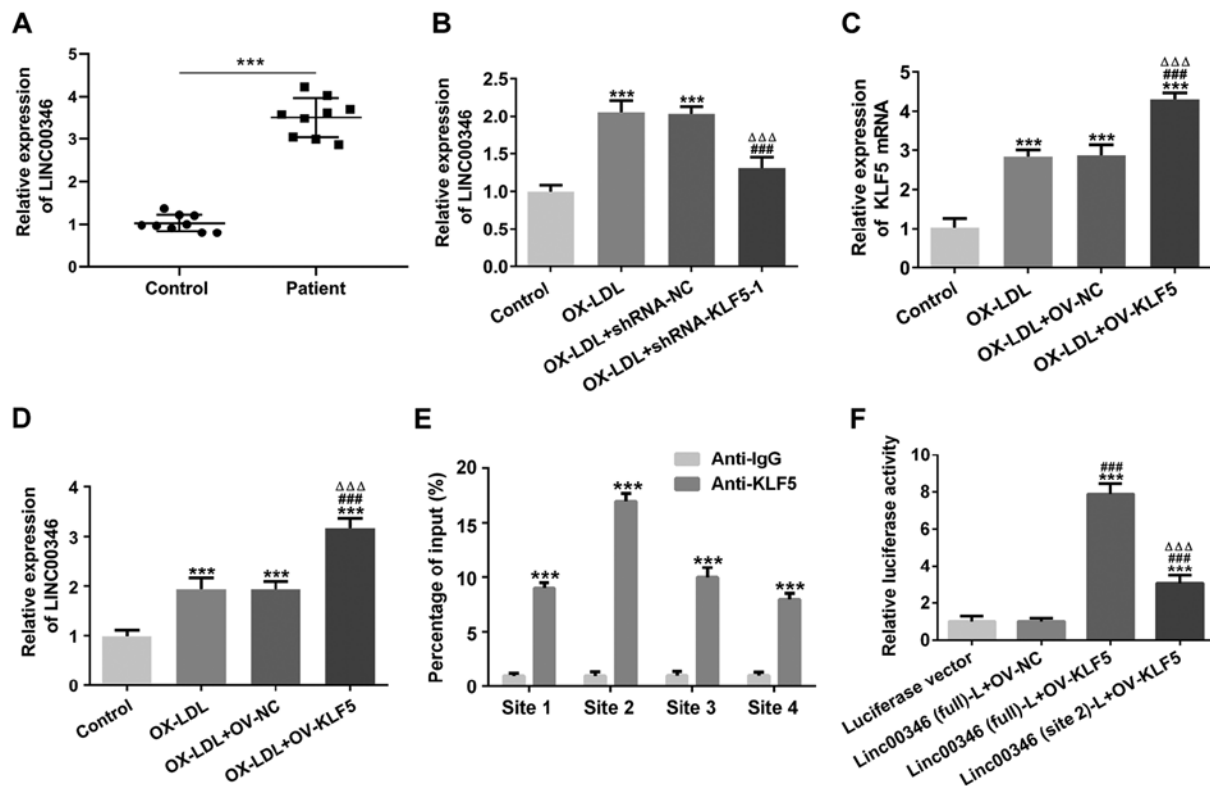 A
Relative expression
of LINC00346
5
4
3
2
1
0
***
Control
Patient
B
Relative expression
of LINC00346
2.5
2.0
1.5
1.0
0.5
0.0
***
***
ΔΔΔ
###
Control
OX-LDL
OX-LDL+shRNA-NC
OX-LDL+shRNA-KLF5-1
C
Relative expression
of KLF5 mRNA
5
4
3
2
1
0
***
***
ΔΔΔ
###
***
Control
OX-LDL
OX-LDL+OV-NC
OX-LDL+OV-KLF5
D
Relative expression
of LINC00346
4
3
2
1
0
***
***
ΔΔΔ
###
***
Control
OX-LDL
OX-LDL+OV-NC
OX-LDL+OV-KLF5
E
Percentage of input (%)
20
15
10
5
0
Anti-IgG
Anti-KLF5
***
***
***
***
Site 1
Site 2
Site 3
Site 4
F
Relative luciferase activity
10
8
6
4
2
0
###
***
ΔΔΔ
###
***
Luciferase vector
Linc00346 (full)-L+OV-NC
Linc00346 (full)-L+OV-KLF5
Linc00346 (site 2)-L+OV-KLF5